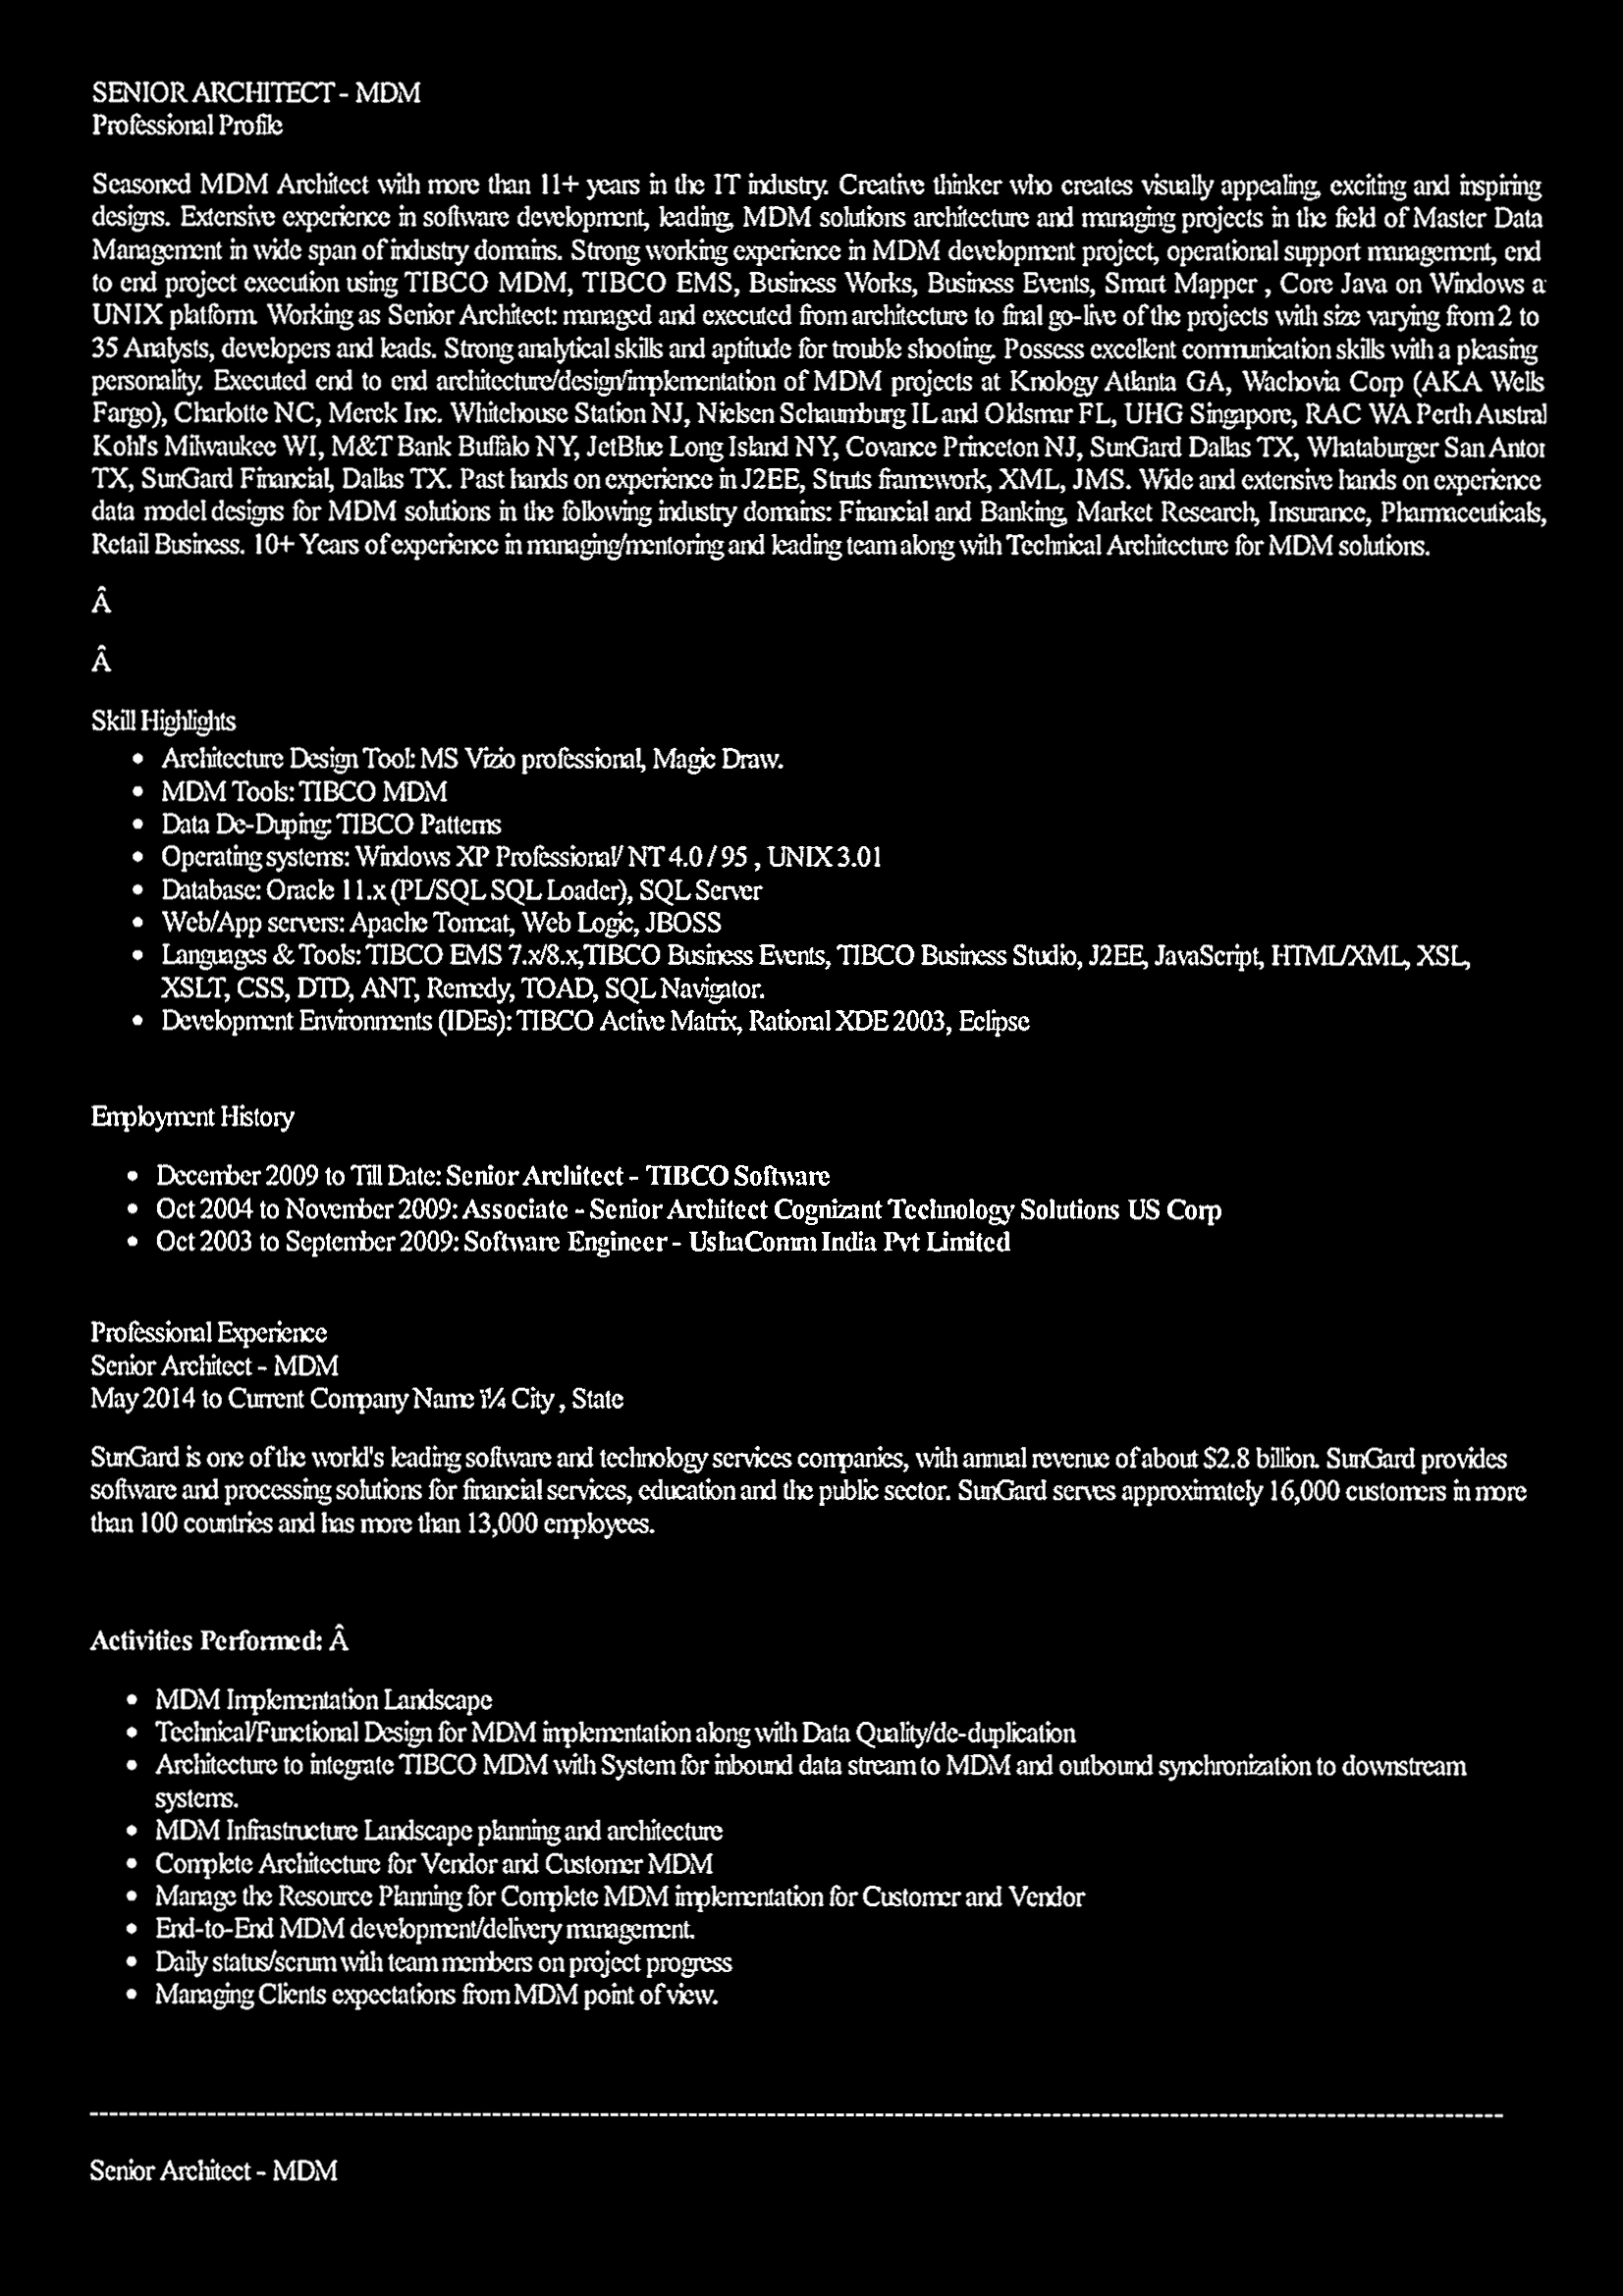 SENIOR ARCHITECT - MDM
Professional Profile
Seasoned MDM Architect with more than 11+ years in the IT industry. Creative thinker who creates visually appealing, exciting and inspiring
designs. Extensive experience in software development, leading, MDM solutions architecture and managing projects in the field of Master Data
Management in wide span of industry domains. Strong working experience in MDM development project, operational support management, end
to end project execution using TIBCO MDM, TIBCO EMS, Business Works, Business Events, Smart Mapper , Core Java on Windows a
UNIX platform. Working as Senior Architect: managed and executed from architecture to final go-live of the projects with size varying from 2 to
35 Analysts, developers and leads. Strong analytical skills and aptitude for trouble shooting. Possess excellent communication skills with a pleasing
personality. Executed end to end architecture/design/implementation of MDM projects at Knology Atlanta GA, Wachovia Corp (AKA Wells
Fargo), Charlotte NC, Merck Inc. Whitehouse Station NJ, Nielsen Schaumburg IL and Oldsmar FL, UHG Singapore, RAC WA Perth Austral
Kohl's Milwaukee WI, M&T Bank Buffalo NY, JetBlue Long Island NY, Covance Princeton NJ, SunGard Dallas TX, Whataburger San Anton
TX, SunGard Financial, Dallas TX. Past hands on experience in J2EE, Struts framework, XML, JMS. Wide and extensive hands on experience
data model designs for MDM solutions in the following industry domains: Financial and Banking, Market Research, Insurance, Pharmaceuticals,
Retail Business. 10+ Years of experience in managing/mentoring and leading team along with Technical Architecture for MDM solutions.
Â
Â
Skill Highlights
• Architecture Design Tool: MS Vizio professional, Magic Draw.
• MDM Tools: TIBCO MDM
• Data De-Duping: TIBCO Patterns
• Operating systems: Windows XP Professional/ NT 4.0 / 95 , UNIX 3.01
• Database: Oracle 11.x (PL/SQL SQL Loader), SQL Server
• Web/App servers: Apache Tomcat, Web Logic, JBOSS
• Languages & Tools: TIBCO EMS 7.x/8.x,TIBCO Business Events, TIBCO Business Studio, J2EE, JavaScript, HTML/XML, XSL,
XSLT, CSS, DTD, ANT, Remedy, TOAD, SQL Navigator.
• Development Environments (IDEs): TIBCO Active Matrix, Rational XDE 2003, Eclipse
Employment History
• December 2009 to Till Date: Senior Architect - TIBCO Software
• Oct 2004 to November 2009: Associate - Senior Architect Cognizant Technology Solutions US Corp
• Oct 2003 to September 2009: Software Engineer - UshaComm India Pvt Limited
Professional Experience
Senior Architect - MDM
May 2014 to Current Company Name ï¼ City , State
SunGard is one of the world's leading software and technology services companies, with annual revenue of about $2.8 billion. SunGard provides
software and processing solutions for financial services, education and the public sector. SunGard serves approximately 16,000 customers in more
than 100 countries and has more than 13,000 employees.
Activities Performed: Â
• MDM Implementation Landscape
• Technical/Functional Design for MDM implementation along with Data Quality/de-duplication
• Architecture to integrate TIBCO MDM with System for inbound data stream to MDM and outbound synchronization to downstream
systems.
• MDM Infrastructure Landscape planning and architecture
• Complete Architecture for Vendor and Customer MDM
• Manage the Resource Planning for Complete MDM implementation for Customer and Vendor
• End-to-End MDM development/delivery management.
• Daily status/scrum with team members on project progress
• Managing Clients expectations from MDM point of view.
------------------------------------------------------------------------------------------------------------------------------------------------
Senior Architect - MDM